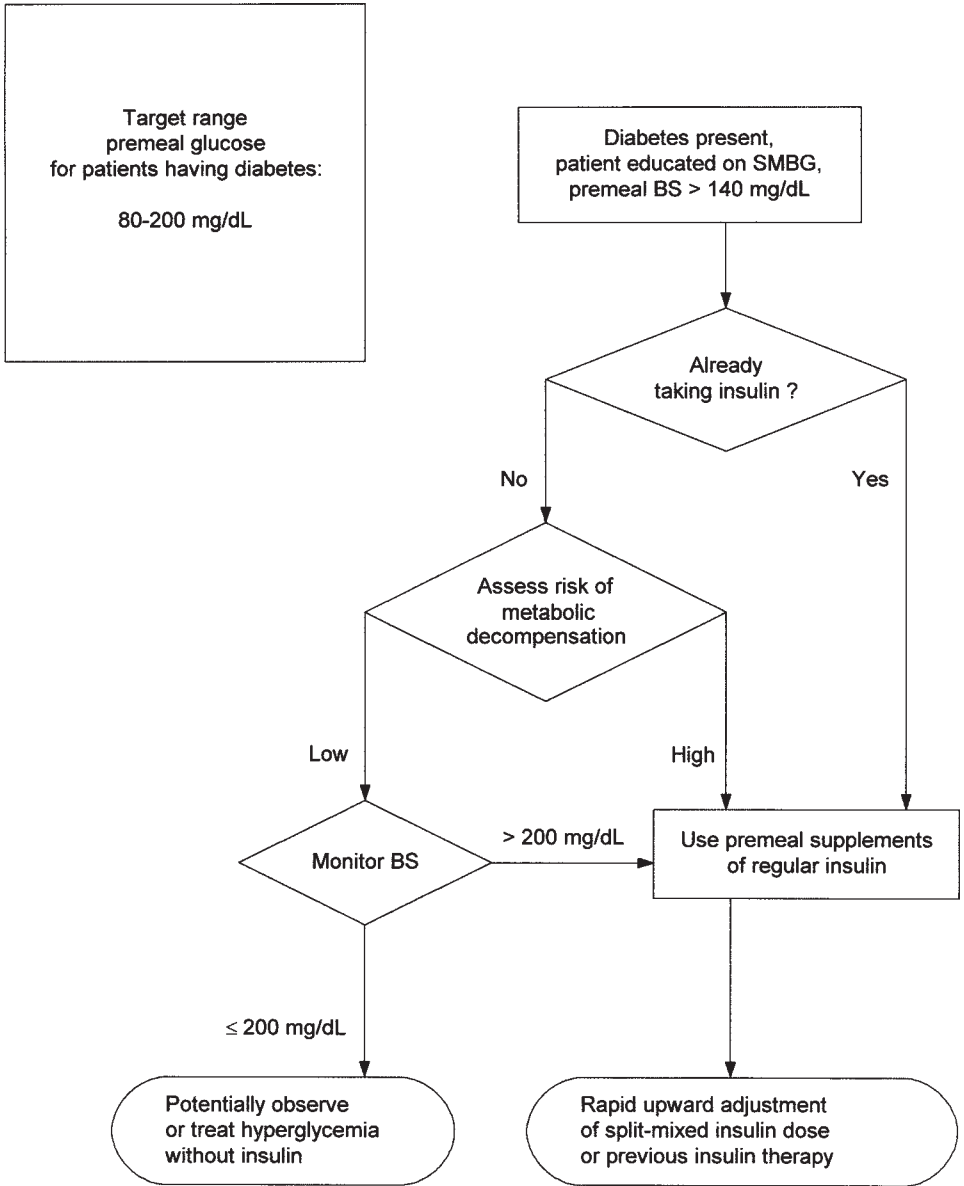 Target range
premeal glucose
for patients having diabetes:
80-200 mg/dL
Diabetes present,
patient educated on SMBG,
premeal BS > 140 mg/dL
Already
taking insulin ?
No
Yes
Assess risk of
metabolic
decompensation
Low
High
Monitor BS
> 200 mg/dL
Use premeal supplements
of regular insulin
≤ 200 mg/dL
Potentially observe
or treat hyperglycemia
without insulin
Rapid upward adjustment
of split-mixed insulin dose
or previous insulin therapy